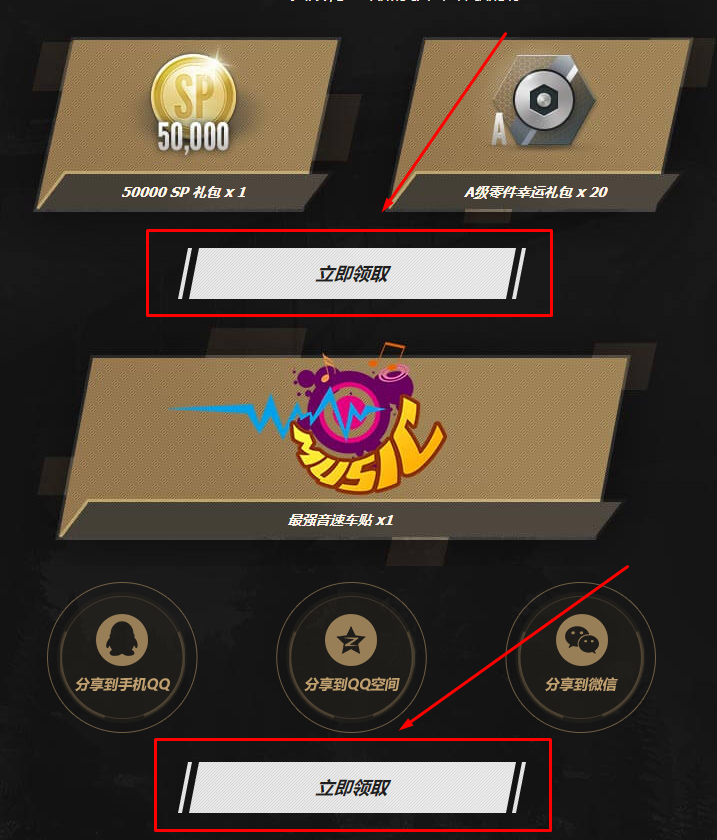 SP
50,000
A
50000 SP 礼包 x 1
A级零件幸运礼包 x 20
立即领取
MUSIC
最强音速车贴 x1
分享到手机QQ
分享到QQ空间
分享到微信
立即领取